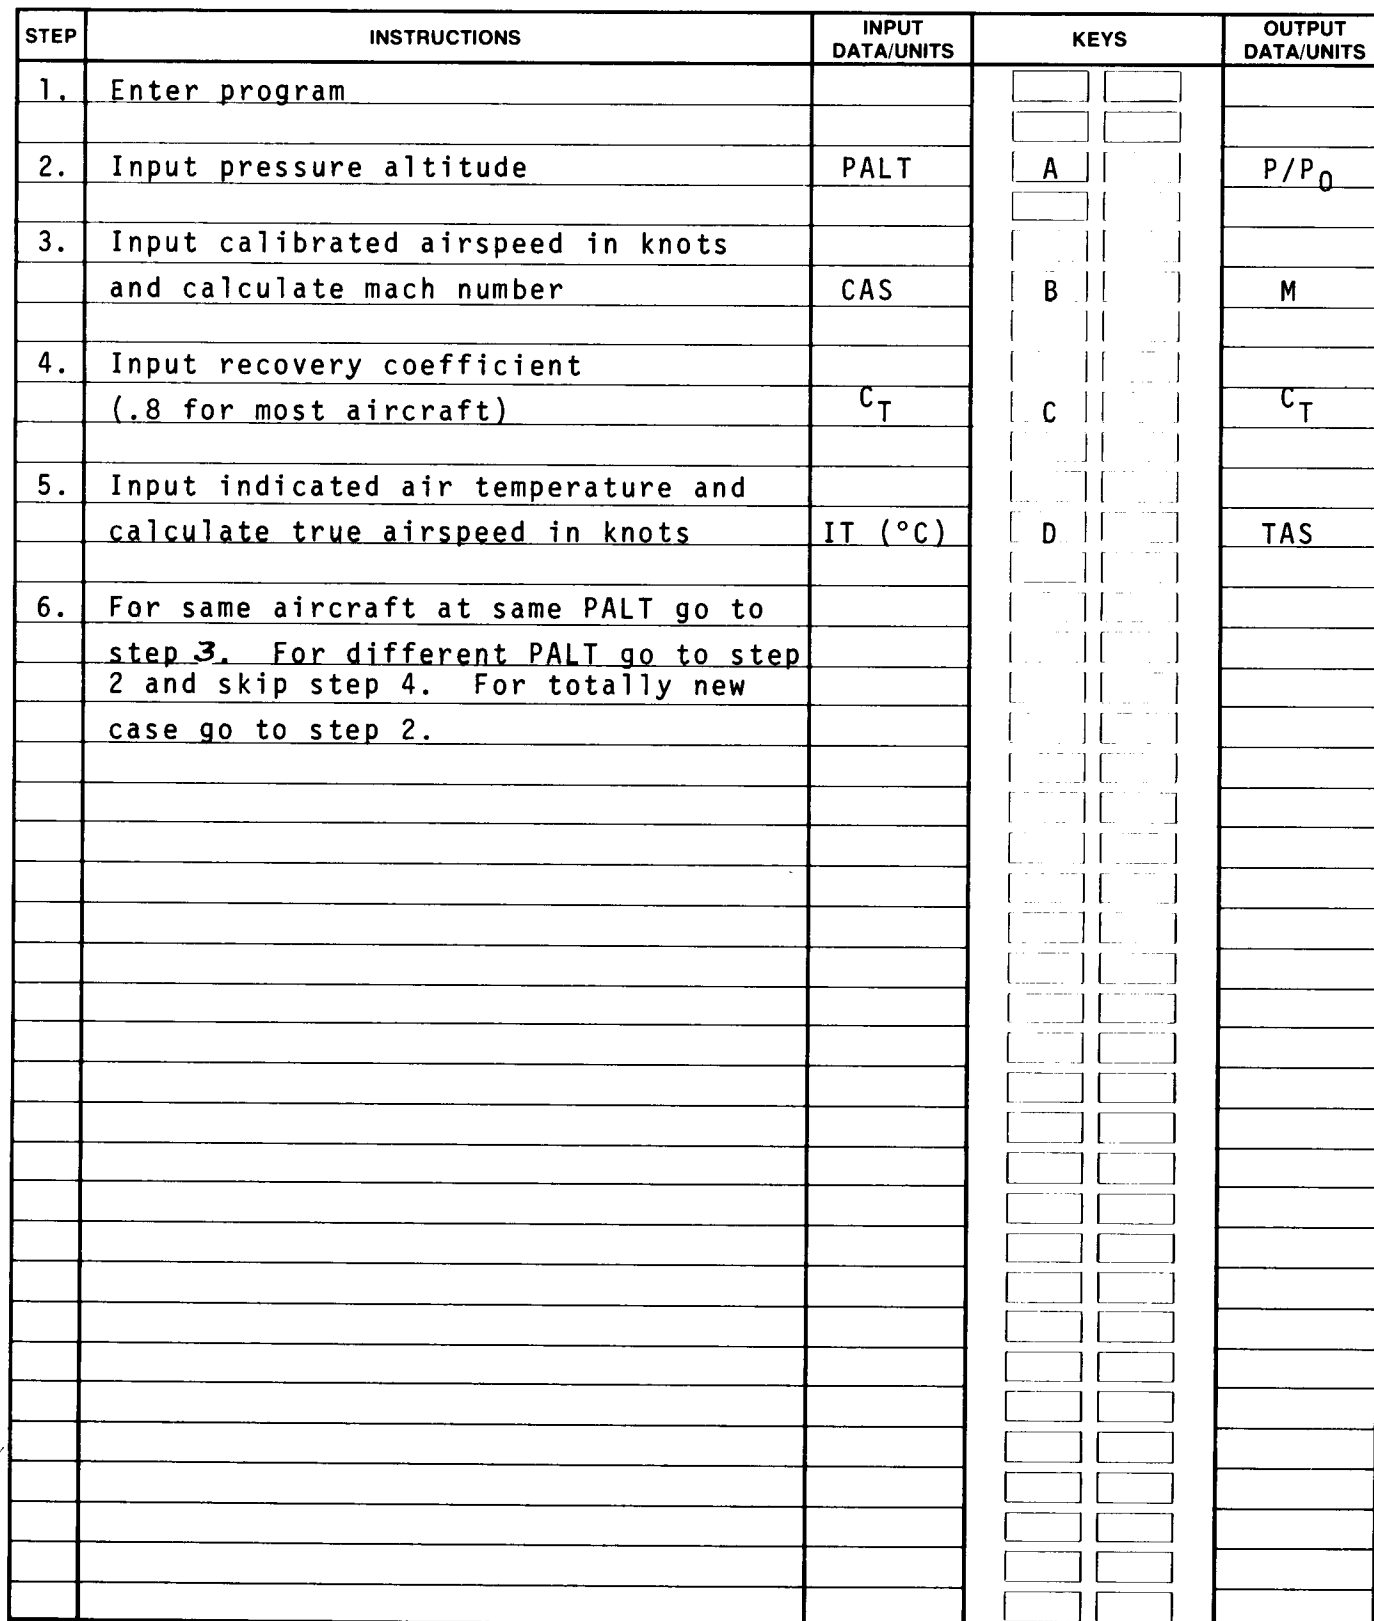 STEP INSTRUCTIONS INPUT DATA/UNITS KEYS OUTPUT DATA/UNITS
1. Enter program
2. Input pressure altitude PALT A P/P0
3. Input calibrated airspeed in knots
and calculate mach number CAS B M
4. Input recovery coefficient
(.8 for most aircraft) CT C CT
5. Input indicated air temperature and
calculate true airspeed in knots IT (°C) D TAS
6. For same aircraft at same PALT go to
step 3. For different PALT go to step
2 and skip step 4. For totally new
case go to step 2.